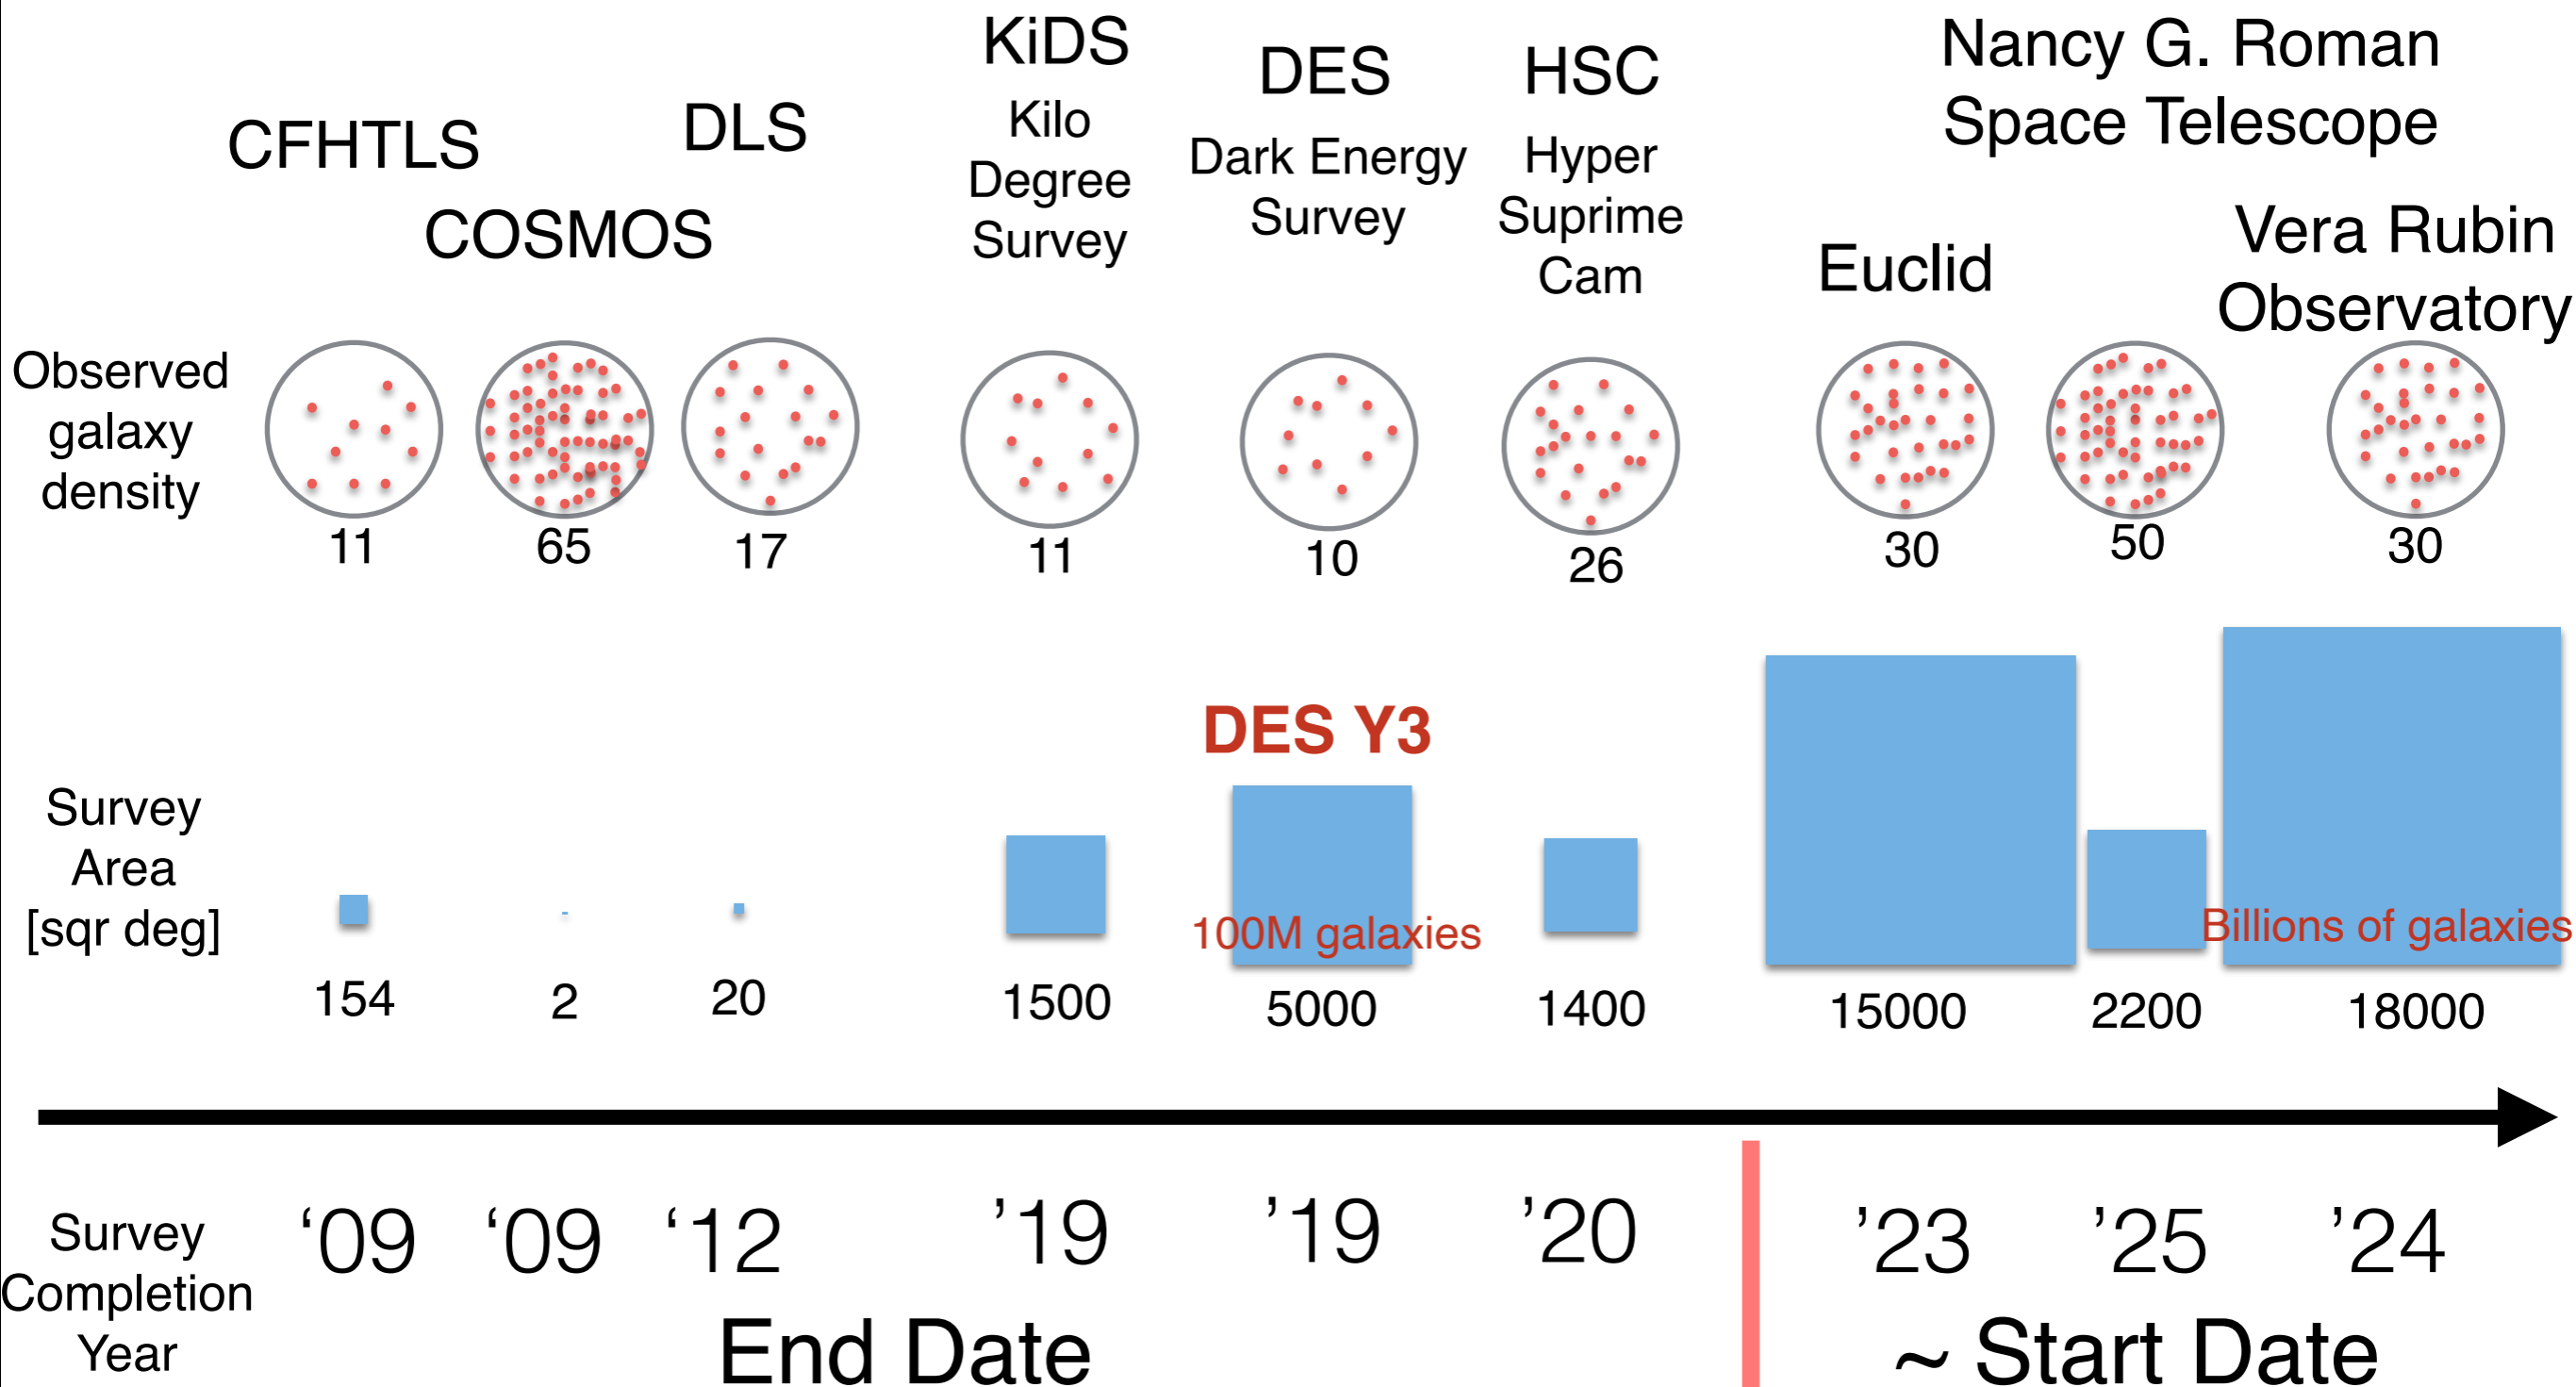 KiDS
Kilo
Degree
Survey
DES
Dark Energy
Survey
HSC
Hyper
Suprime
Cam
Nancy G. Roman
Space Telescope
CFHTLS
DLS
COSMOS
Euclid
Vera Rubin
Observatory
Observed
galaxy
density
11
65
17
11
10
26
30
50
30
DES Y3
Survey
Area
[sqr deg]
100M galaxies
Billions of galaxies
154
2
20
1500
5000
1400
15000
2200
18000
Survey
Completion
Year
‘09
‘09
‘12
’19
’19
’20
’23
’25
’24
End Date
~ Start Date